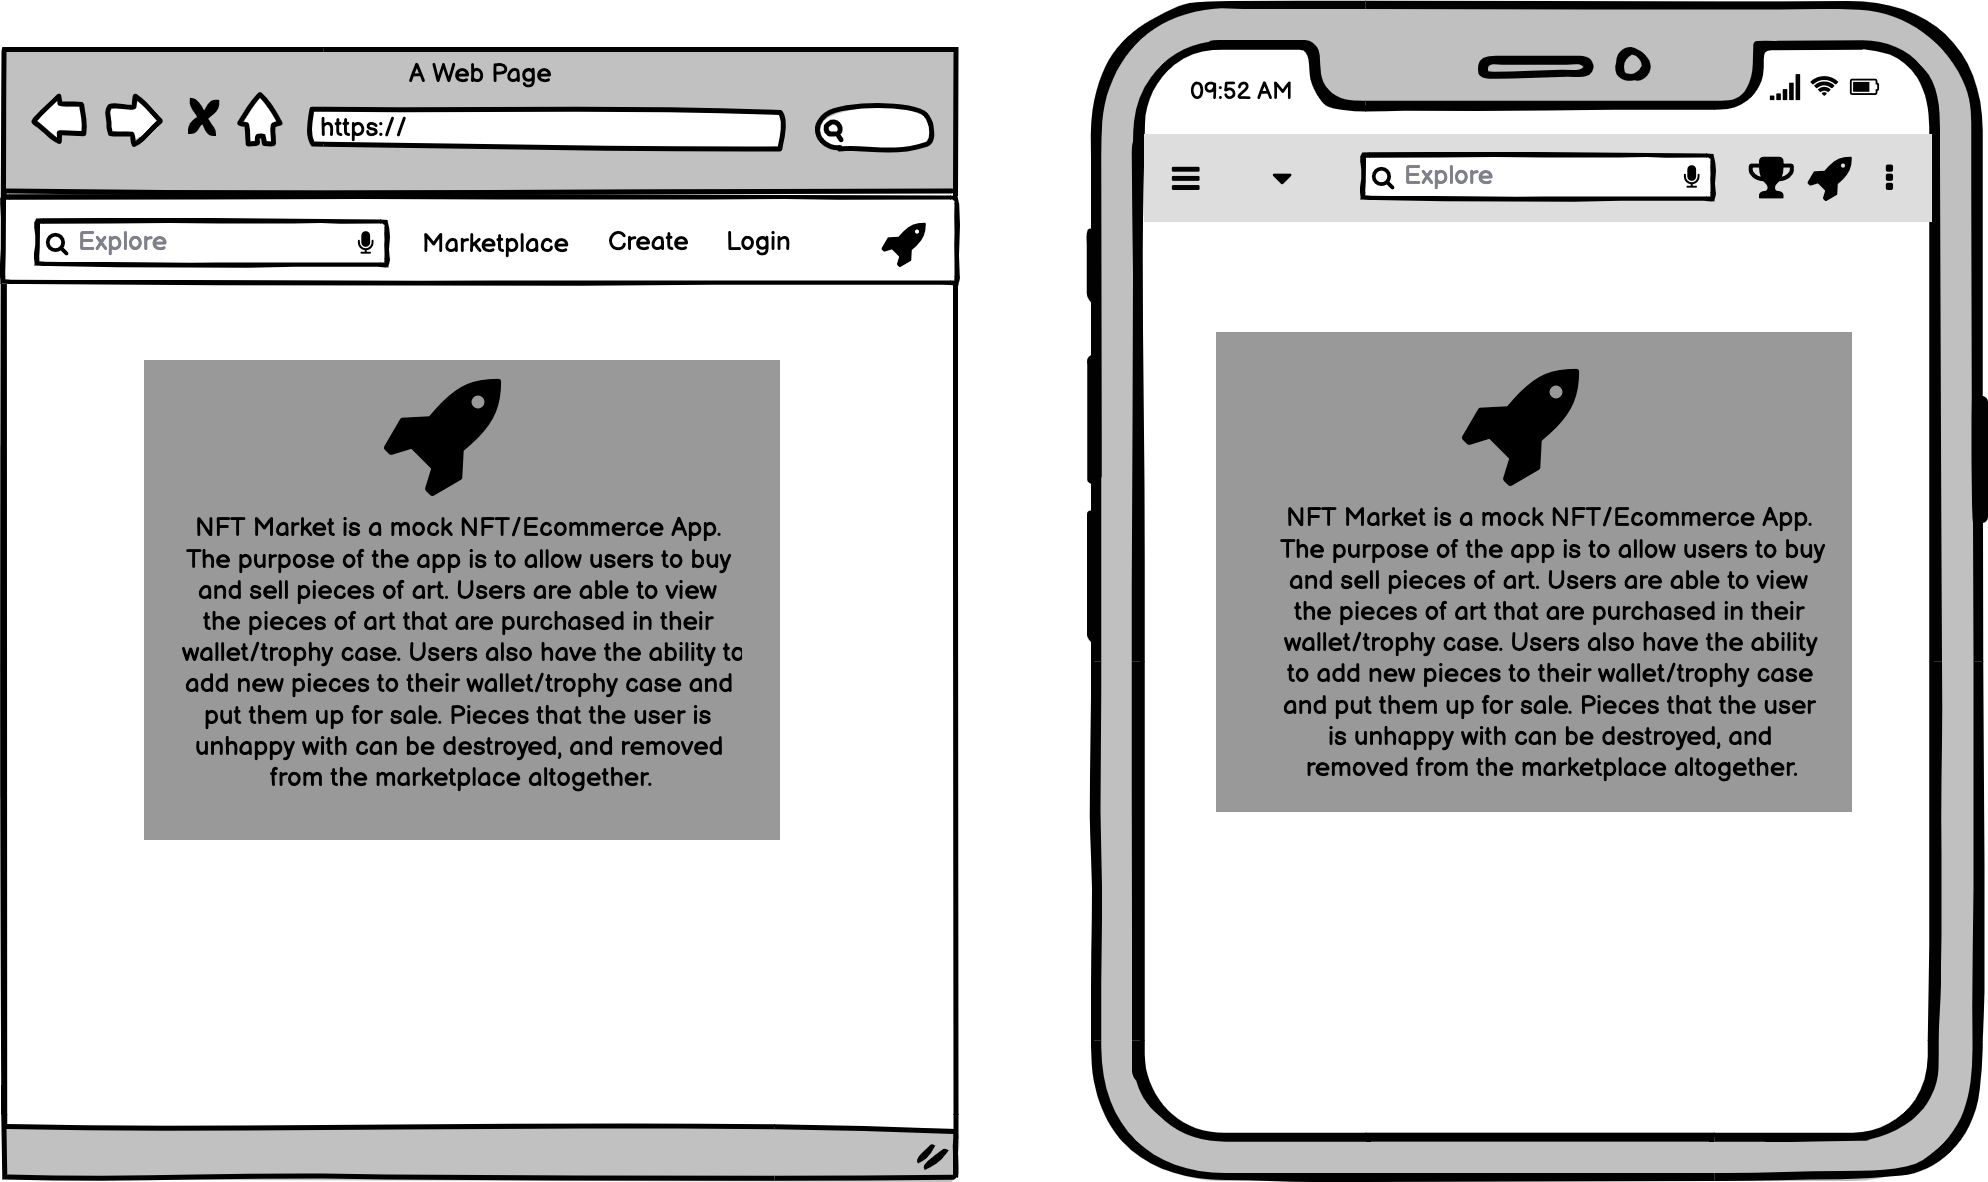 A Web Page
https://
Explore
Marketplace
Create
Login
NFT Market is a mock NFT/Ecommerce App.
The purpose of the app is to allow users to buy
and sell pieces of art. Users are able to view
the pieces of art that are purchased in their
wallet/trophy case. Users also have the ability to
add new pieces to their wallet/trophy case and
put them up for sale. Pieces that the user is
unhappy with can be destroyed, and removed
from the marketplace altogether.
09:52 AM
Explore
NFT Market is a mock NFT/Ecommerce App.
The purpose of the app is to allow users to buy
and sell pieces of art. Users are able to view
the pieces of art that are purchased in their
wallet/trophy case. Users also have the ability
to add new pieces to their wallet/trophy case
and put them up for sale. Pieces that the user
is unhappy with can be destroyed, and
removed from the marketplace altogether.